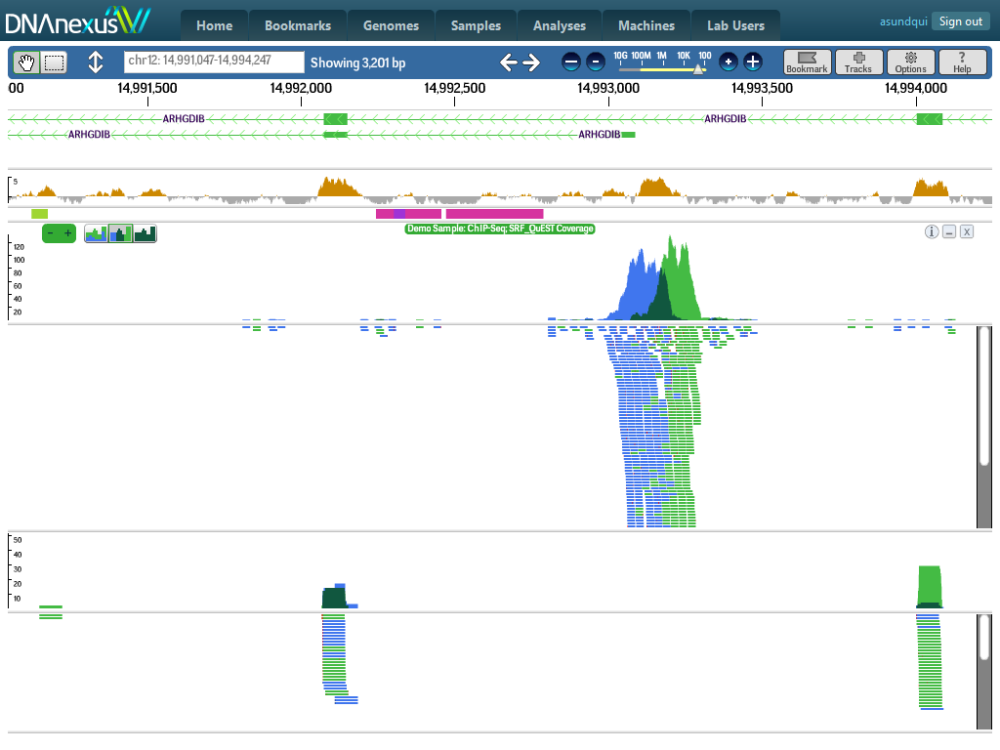 DNAnexus Home Bookmarks Genomes Samples Analyses Machines Lab Users asundqui Sign out
chr12: 14,991,047-14,994,247 Showing 3,201 bp - - 10G 100M 1M 10K 100 + + Bookmark Tracks Options ? Help
00 14,991,500 14,992,000 14,992,500 14,993,000 14,993,500 14,994,000
ARHGDIB ARHGDIB
ARHGDIB ARHGDIB
5
- + Demo Sample: ChIP-Seq; SRF_QuEST Coverage i _ X
120
100
80
60
40
20
50
40
30
20
10